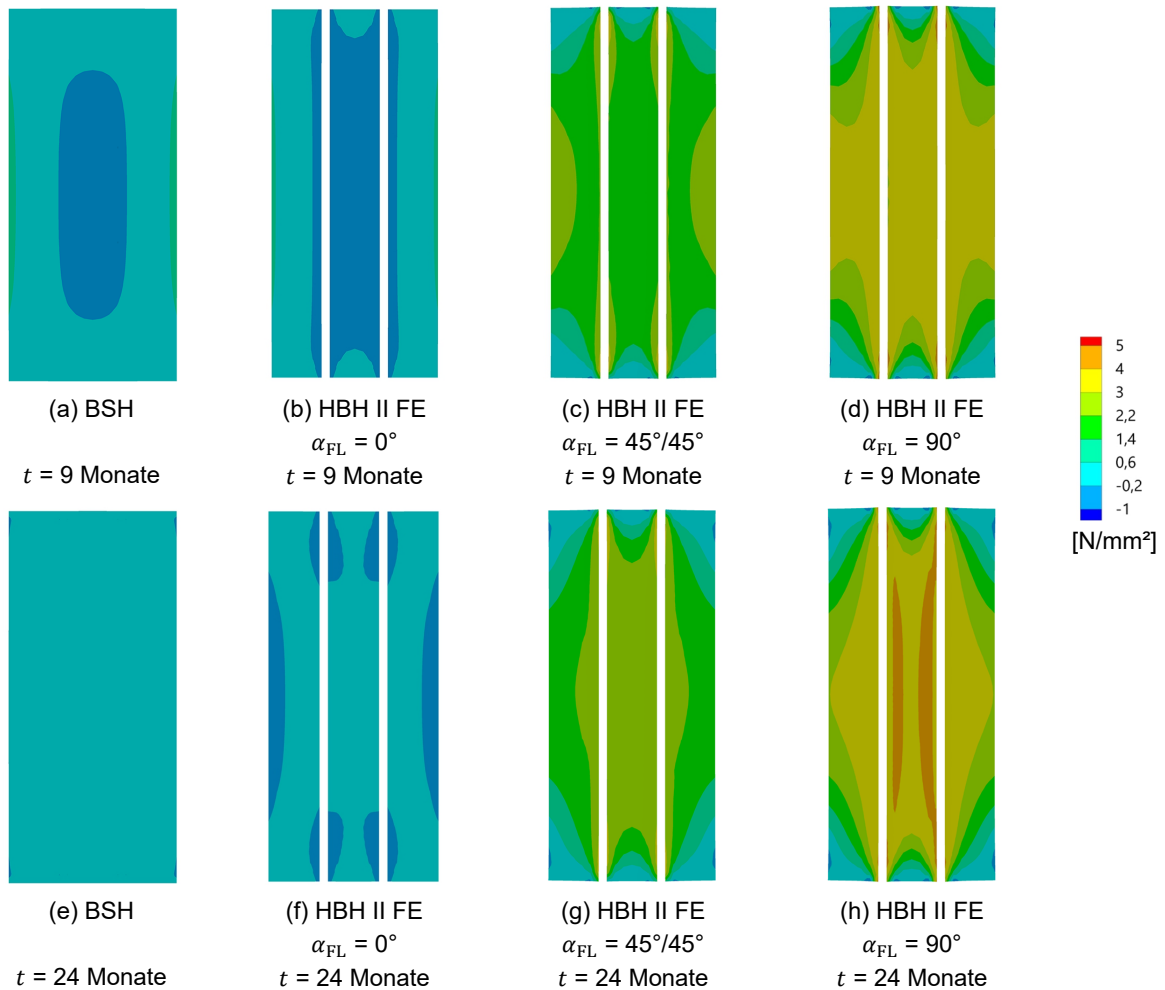 (a) BSH
t = 9 Monate
(b) HBH II FE
α_FL = 0°
t = 9 Monate
(c) HBH II FE
α_FL = 45°/45°
t = 9 Monate
(d) HBH II FE
α_FL = 90°
t = 9 Monate
5
4
3
2,2
1,4
0,6
-0,2
-1
[N/mm²]
(e) BSH
t = 24 Monate
(f) HBH II FE
α_FL = 0°
t = 24 Monate
(g) HBH II FE
α_FL = 45°/45°
t = 24 Monate
(h) HBH II FE
α_FL = 90°
t = 24 Monate